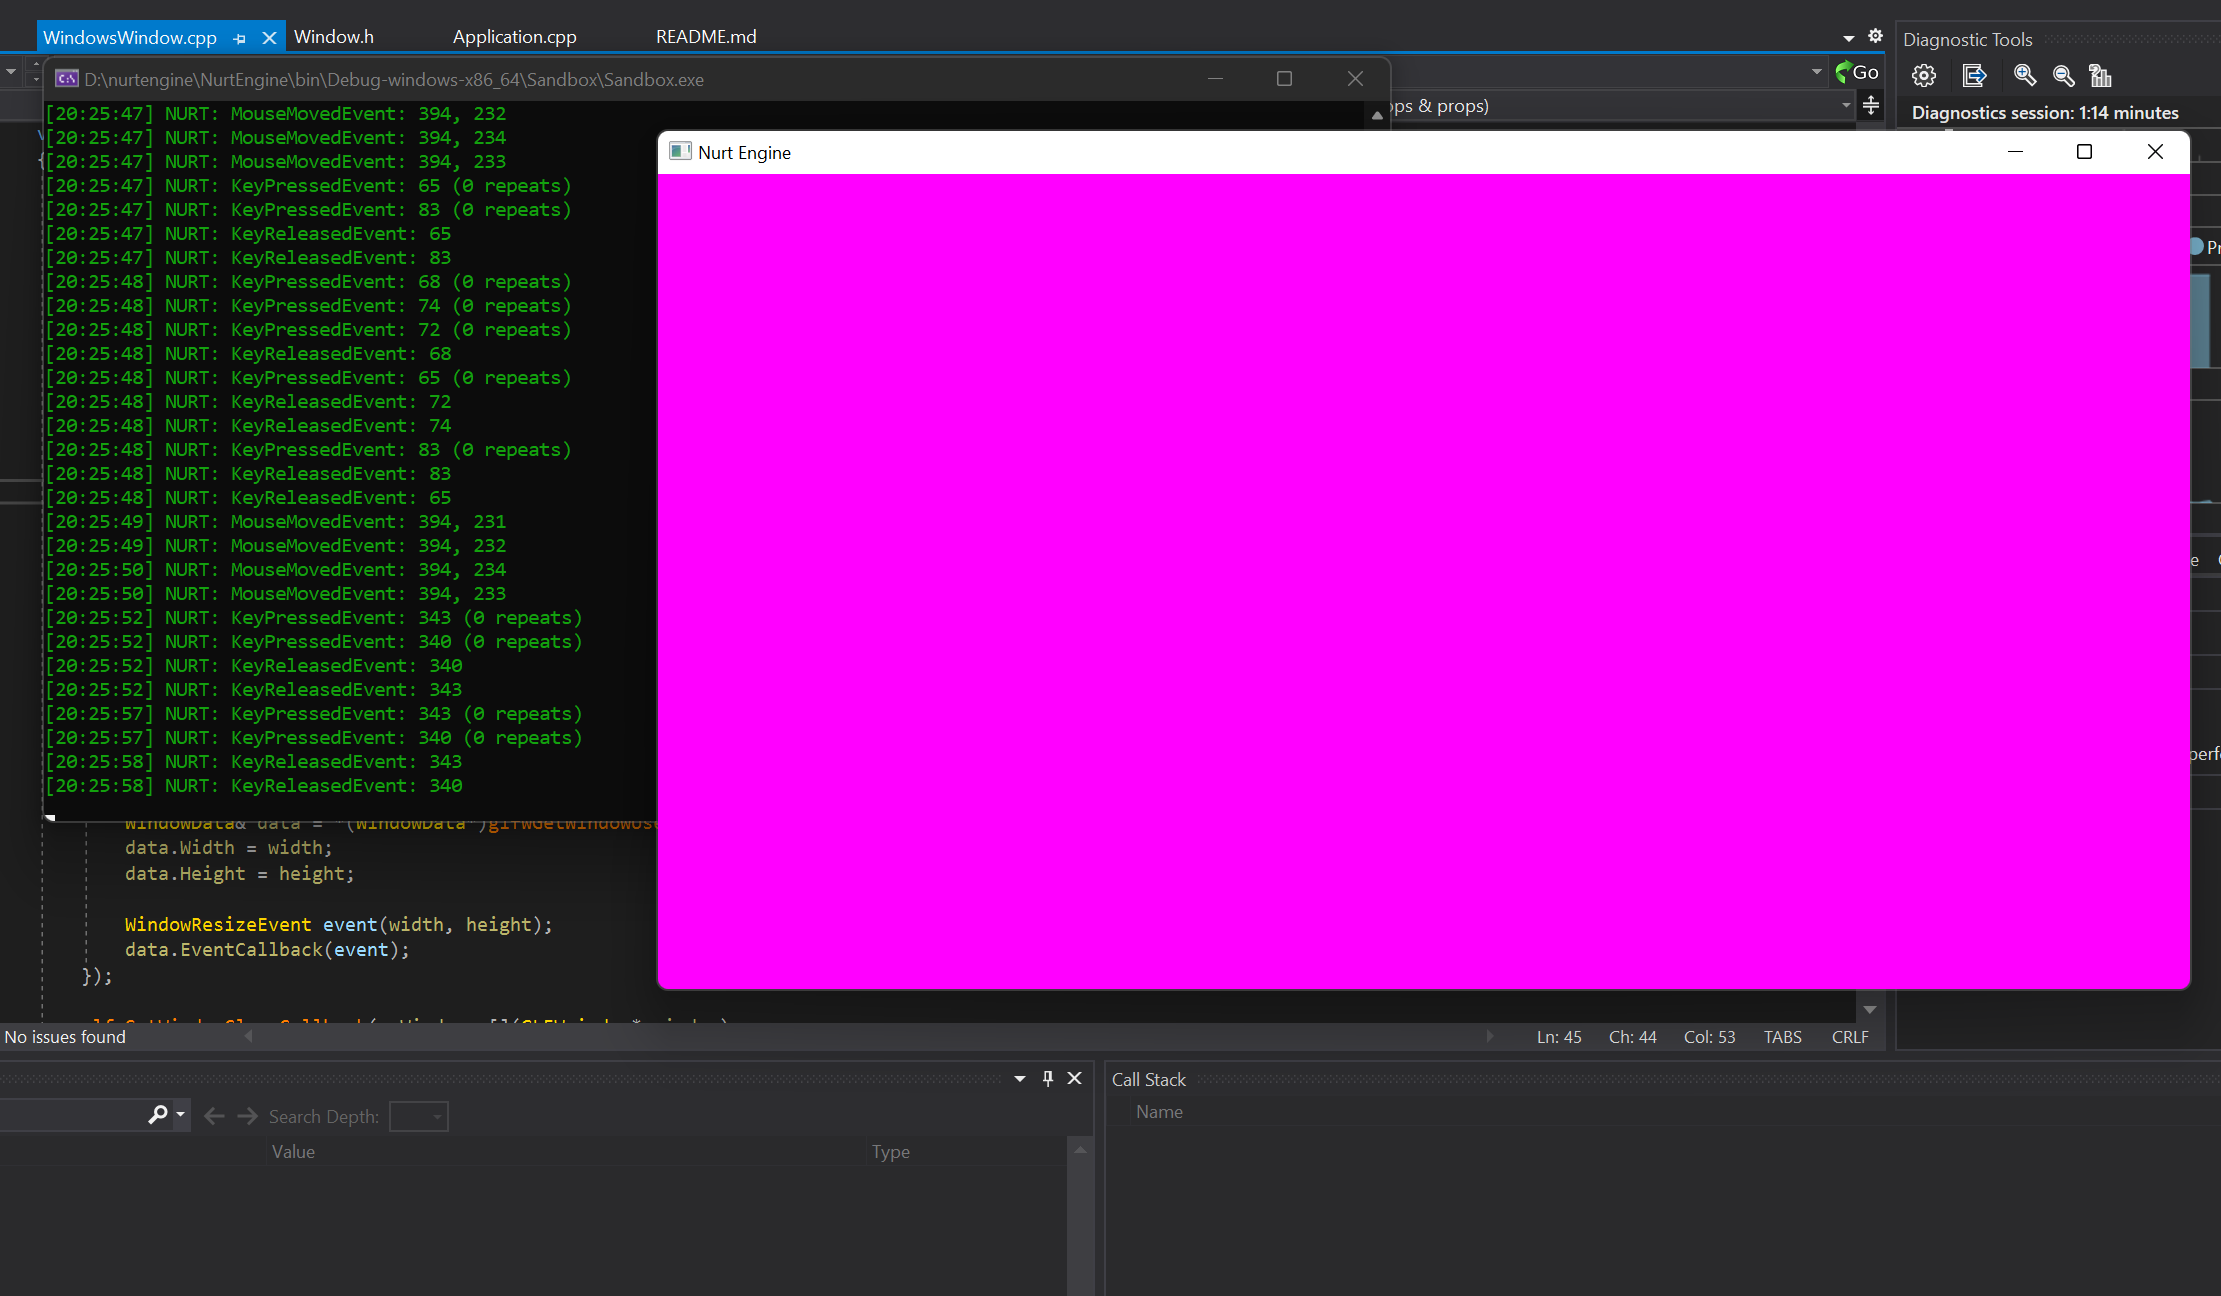 WindowsWindow.cpp
Window.h
Application.cpp
README.md
Diagnostic Tools
D:\nurtengine\NurtEngine\bin\Debug-windows-x86_64\Sandbox\Sandbox.exe
Go
ops & props)
Diagnostics session: 1:14 minutes
Nurt Engine
[20:25:47] NURT: MouseMovedEvent: 394, 232
[20:25:47] NURT: MouseMovedEvent: 394, 234
[20:25:47] NURT: MouseMovedEvent: 394, 233
[20:25:47] NURT: KeyPressedEvent: 65 (0 repeats)
[20:25:47] NURT: KeyPressedEvent: 83 (0 repeats)
[20:25:47] NURT: KeyReleasedEvent: 65
[20:25:47] NURT: KeyReleasedEvent: 83
[20:25:48] NURT: KeyPressedEvent: 68 (0 repeats)
[20:25:48] NURT: KeyPressedEvent: 74 (0 repeats)
[20:25:48] NURT: KeyPressedEvent: 72 (0 repeats)
[20:25:48] NURT: KeyReleasedEvent: 68
[20:25:48] NURT: KeyPressedEvent: 65 (0 repeats)
[20:25:48] NURT: KeyReleasedEvent: 72
[20:25:48] NURT: KeyReleasedEvent: 74
[20:25:48] NURT: KeyPressedEvent: 83 (0 repeats)
[20:25:48] NURT: KeyReleasedEvent: 83
[20:25:48] NURT: KeyReleasedEvent: 65
[20:25:49] NURT: MouseMovedEvent: 394, 231
[20:25:49] NURT: MouseMovedEvent: 394, 232
[20:25:50] NURT: MouseMovedEvent: 394, 234
[20:25:50] NURT: MouseMovedEvent: 394, 233
[20:25:52] NURT: KeyPressedEvent: 343 (0 repeats)
[20:25:52] NURT: KeyPressedEvent: 340 (0 repeats)
[20:25:52] NURT: KeyReleasedEvent: 340
[20:25:52] NURT: KeyReleasedEvent: 343
[20:25:57] NURT: KeyPressedEvent: 343 (0 repeats)
[20:25:57] NURT: KeyPressedEvent: 340 (0 repeats)
[20:25:58] NURT: KeyReleasedEvent: 343
[20:25:58] NURT: KeyReleasedEvent: 340
Pr
e
perf
WindowData& data = *(WindowData*)glfwGetWindowUse
data.Width = width;
data.Height = height;
WindowResizeEvent event(width, height);
data.EventCallback(event);
});
No issues found
Ln: 45
Ch: 44
Col: 53
TABS
CRLF
Call Stack
Name
Search Depth:
Value
Type